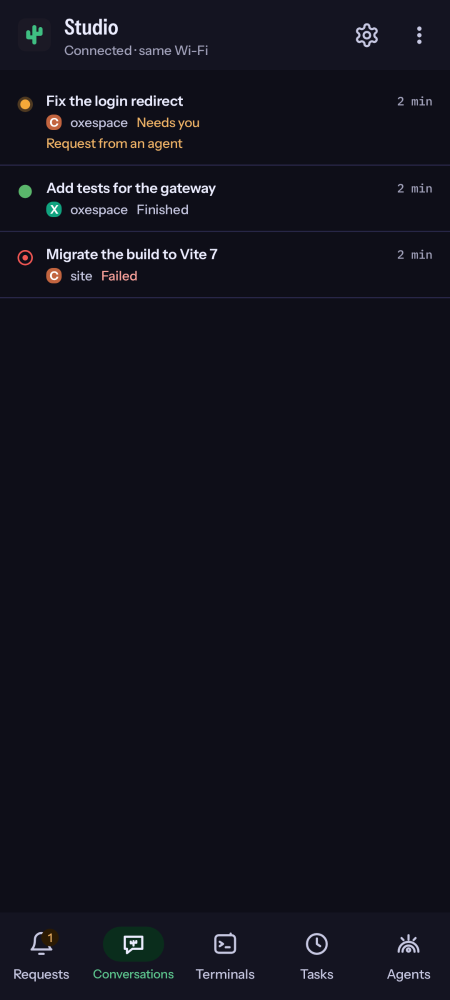 Studio
Connected · same Wi-Fi
Fix the login redirect
2 min
C oxespace Needs you
Request from an agent
Add tests for the gateway
2 min
X oxespace Finished
Migrate the build to Vite 7
2 min
C site Failed
1
Requests
Conversations
Terminals
Tasks
Agents